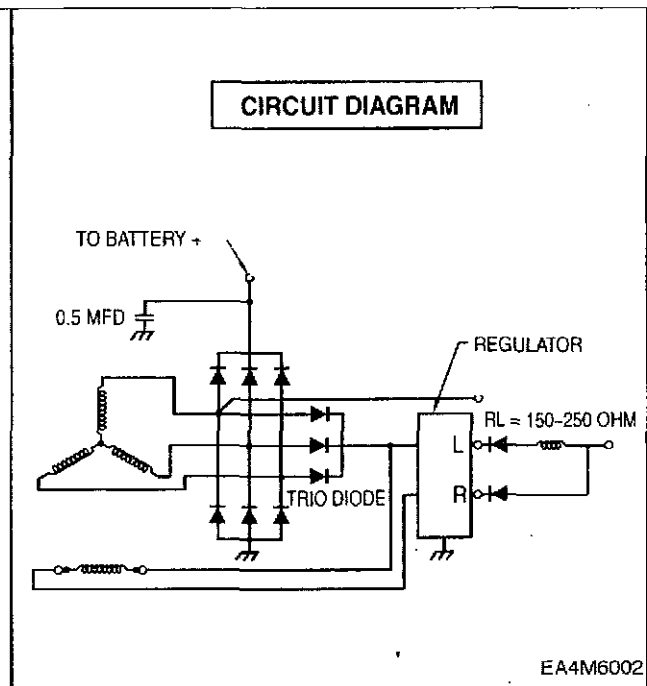 CIRCUIT DIAGRAM
TO BATTERY +
0.5 MFD
REGULATOR
RL = 150-250 OHM
L
TRIO DIODE
R
EA4M6002